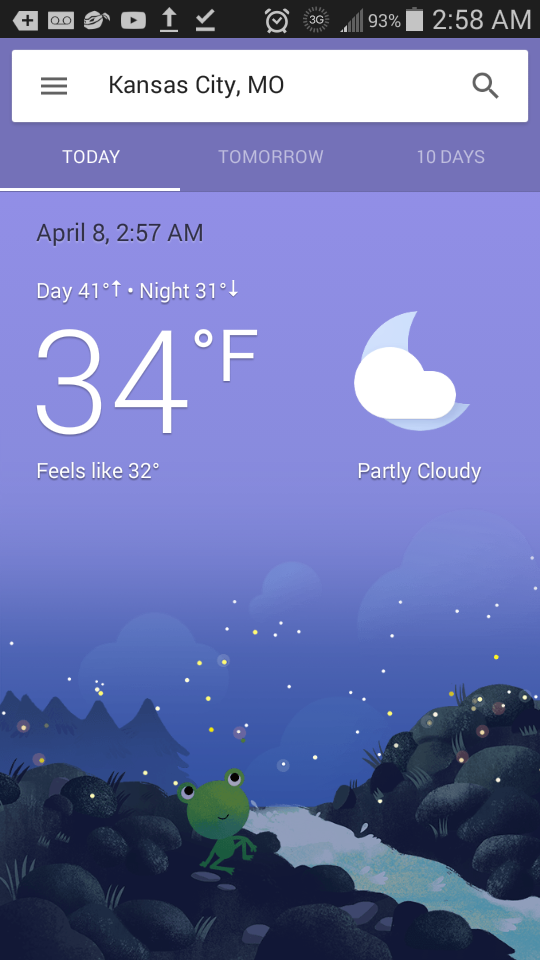 3G 93% 2:58 AM
Kansas City, MO
TODAY TOMORROW 10 DAYS
April 8, 2:57 AM
Day 41°↑ • Night 31°↓
34°F
Feels like 32°
Partly Cloudy